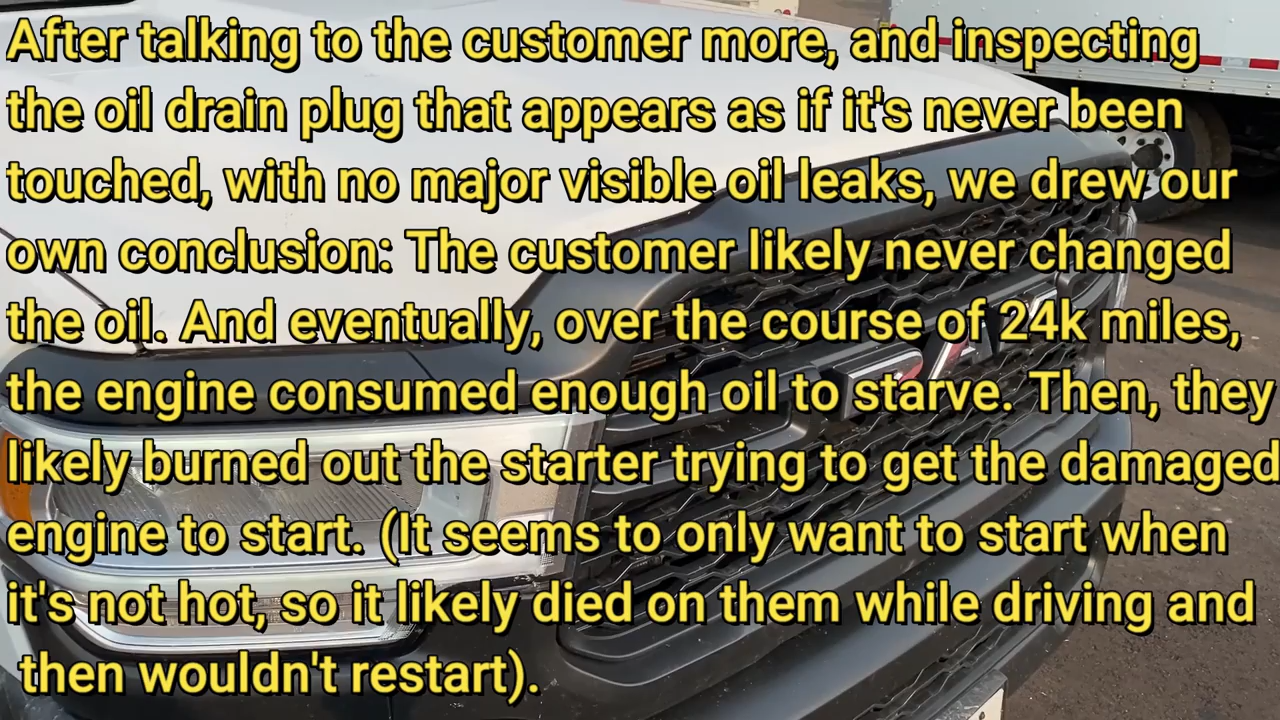 After talking to the customer more, and inspecting
the oil drain plug that appears as if it's never been
touched, with no major visible oil leaks, we drew our
own conclusion: The customer likely never changed
the oil. And eventually, over the course of 24k miles,
the engine consumed enough oil to starve. Then, they
likely burned out the starter trying to get the damaged
engine to start. (It seems to only want to start when
it's not hot, so it likely died on them while driving and
then wouldn't restart).